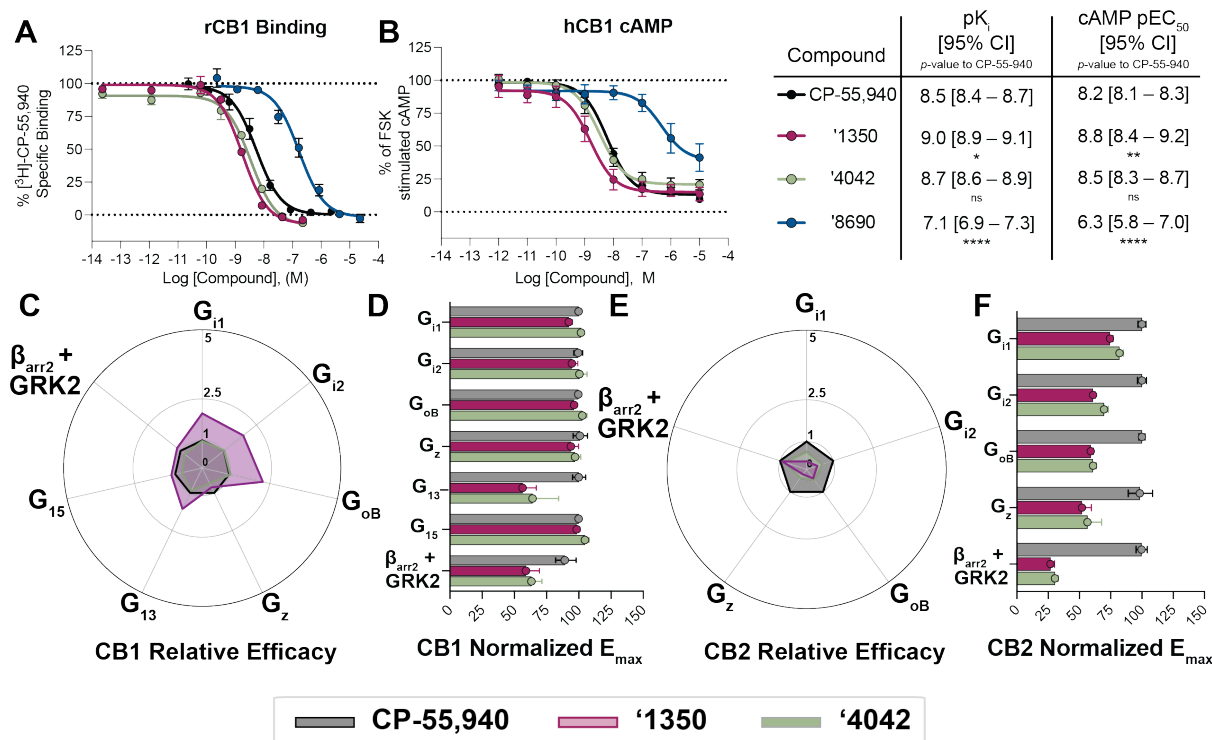 A
rCB1 Binding
% [³H]-CP-55,940
Specific Binding
125
100
75
50
25
0
-14 -13 -12 -11 -10 -9 -8 -7 -6 -5 -4
Log [Compound], (M)
B
hCB1 cAMP
% of FSK
stimulated cAMP
125
100
75
50
25
0
-13 -12 -11 -10 -9 -8 -7 -6 -5 -4
Log [Compound], M
Compound
pKi
[95% CI]
p-value to CP-55-940
cAMP pEC50
[95% CI]
p-value to CP-55-940
CP-55,940 8.5 [8.4 – 8.7] 8.2 [8.1 – 8.3]
'1350 9.0 [8.9 – 9.1] 8.8 [8.4 – 9.2]
* **
'4042 8.7 [8.6 – 8.9] 8.5 [8.3 – 8.7]
ns ns
'8690 7.1 [6.9 – 7.3] 6.3 [5.8 – 7.0]
**** ****
C
Gi1
Gi2
GoB
Gz
G13
G15
βarr2 +
GRK2
5
2.5
1
0
CB1 Relative Efficacy
D
Gi1
Gi2
GoB
Gz
G13
G15
βarr2 +
GRK2
0 25 50 75 100 125 150
CB1 Normalized Emax
E
Gi1
Gi2
GoB
Gz
βarr2 +
GRK2
5
2.5
1
0
CB2 Relative Efficacy
F
Gi1
Gi2
GoB
Gz
βarr2 +
GRK2
0 25 50 75 100 125 150
CB2 Normalized Emax
CP-55,940 ‘1350 ‘4042